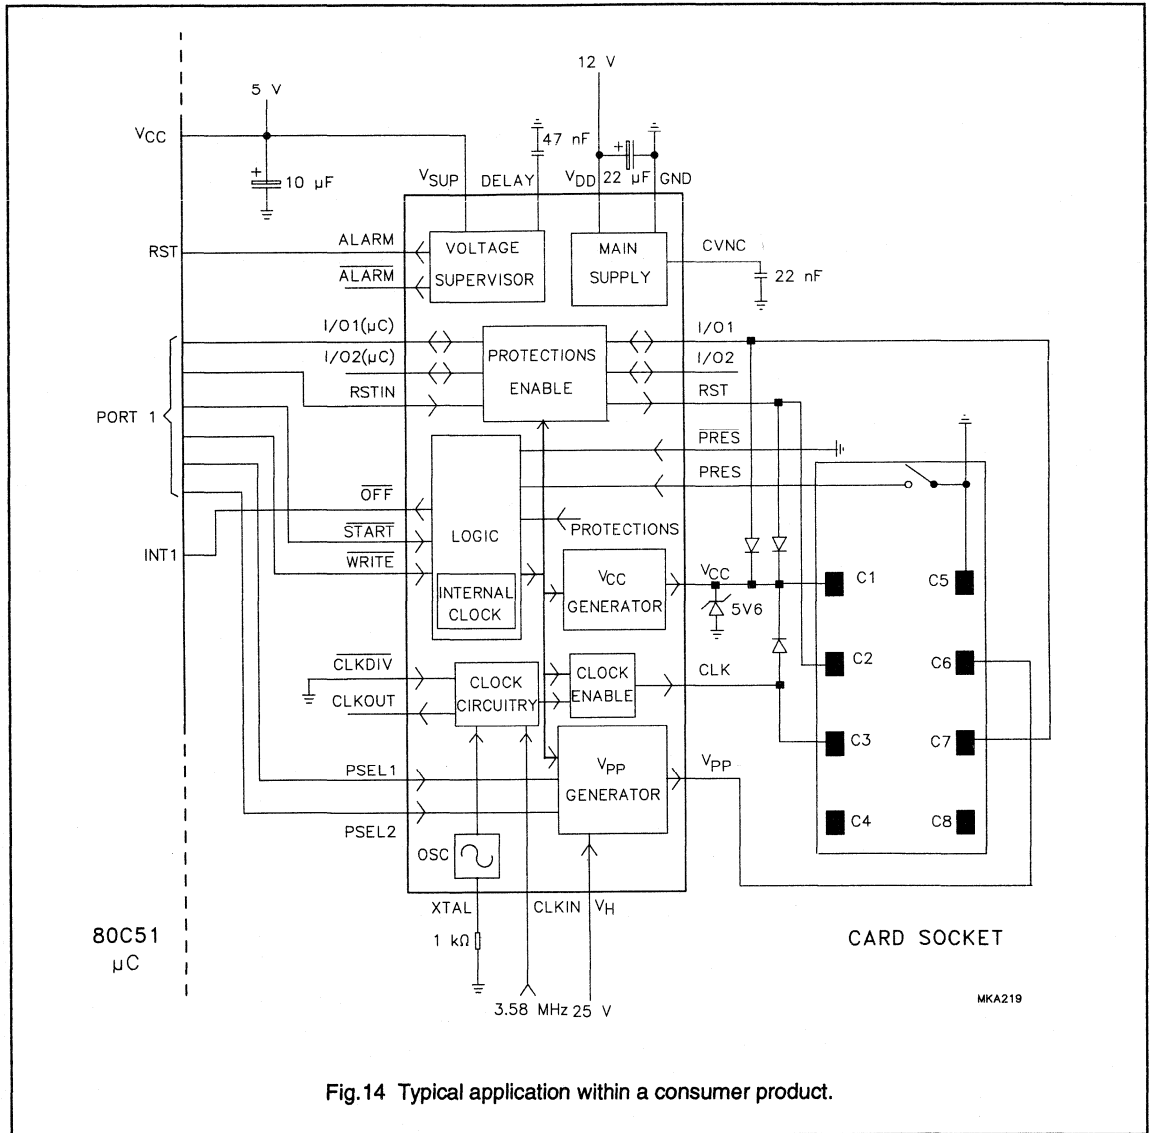 12 V
5 V
VCC
+
10 µF
47 nF
+
VSUP
DELAY
VDD
22 µF
GND
RST
ALARM
ALARM
VOLTAGE
SUPERVISOR
MAIN
SUPPLY
CVNC
22 nF
I/O1(µC)
I/O2(µC)
RSTIN
PROTECTIONS
ENABLE
I/O1
I/O2
RST
PORT 1
PRES
PRES
OFF
START
WRITE
INT1
LOGIC
INTERNAL
CLOCK
PROTECTIONS
VCC
GENERATOR
VCC
5V6
C1
C5
C2
C6
C3
C7
C4
C8
CLKDIV
CLKOUT
CLOCK
CIRCUITRY
CLOCK
ENABLE
CLK
PSEL1
PSEL2
VPP
GENERATOR
VPP
OSC
XTAL
CLKIN
VH
1 kΩ
3.58 MHz
25 V
80C51
µC
CARD SOCKET
MKA219
Fig.14 Typical application within a consumer product.